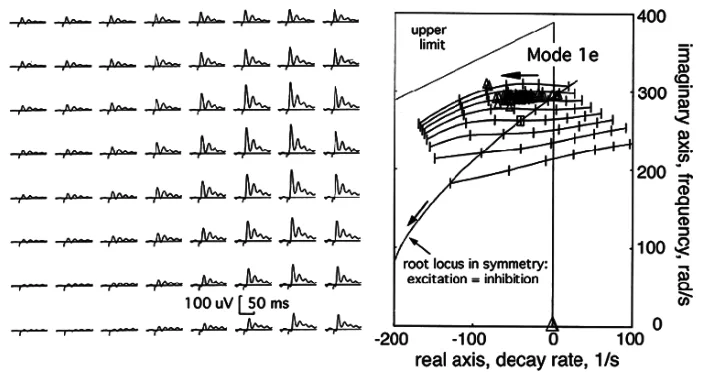 100 uV
50 ms
upper
limit
Mode 1e
root locus in symmetry:
excitation = inhibition
400
300
200
100
0
imaginary axis, frequency, rad/s
-200 -100 0 100
real axis, decay rate, 1/s